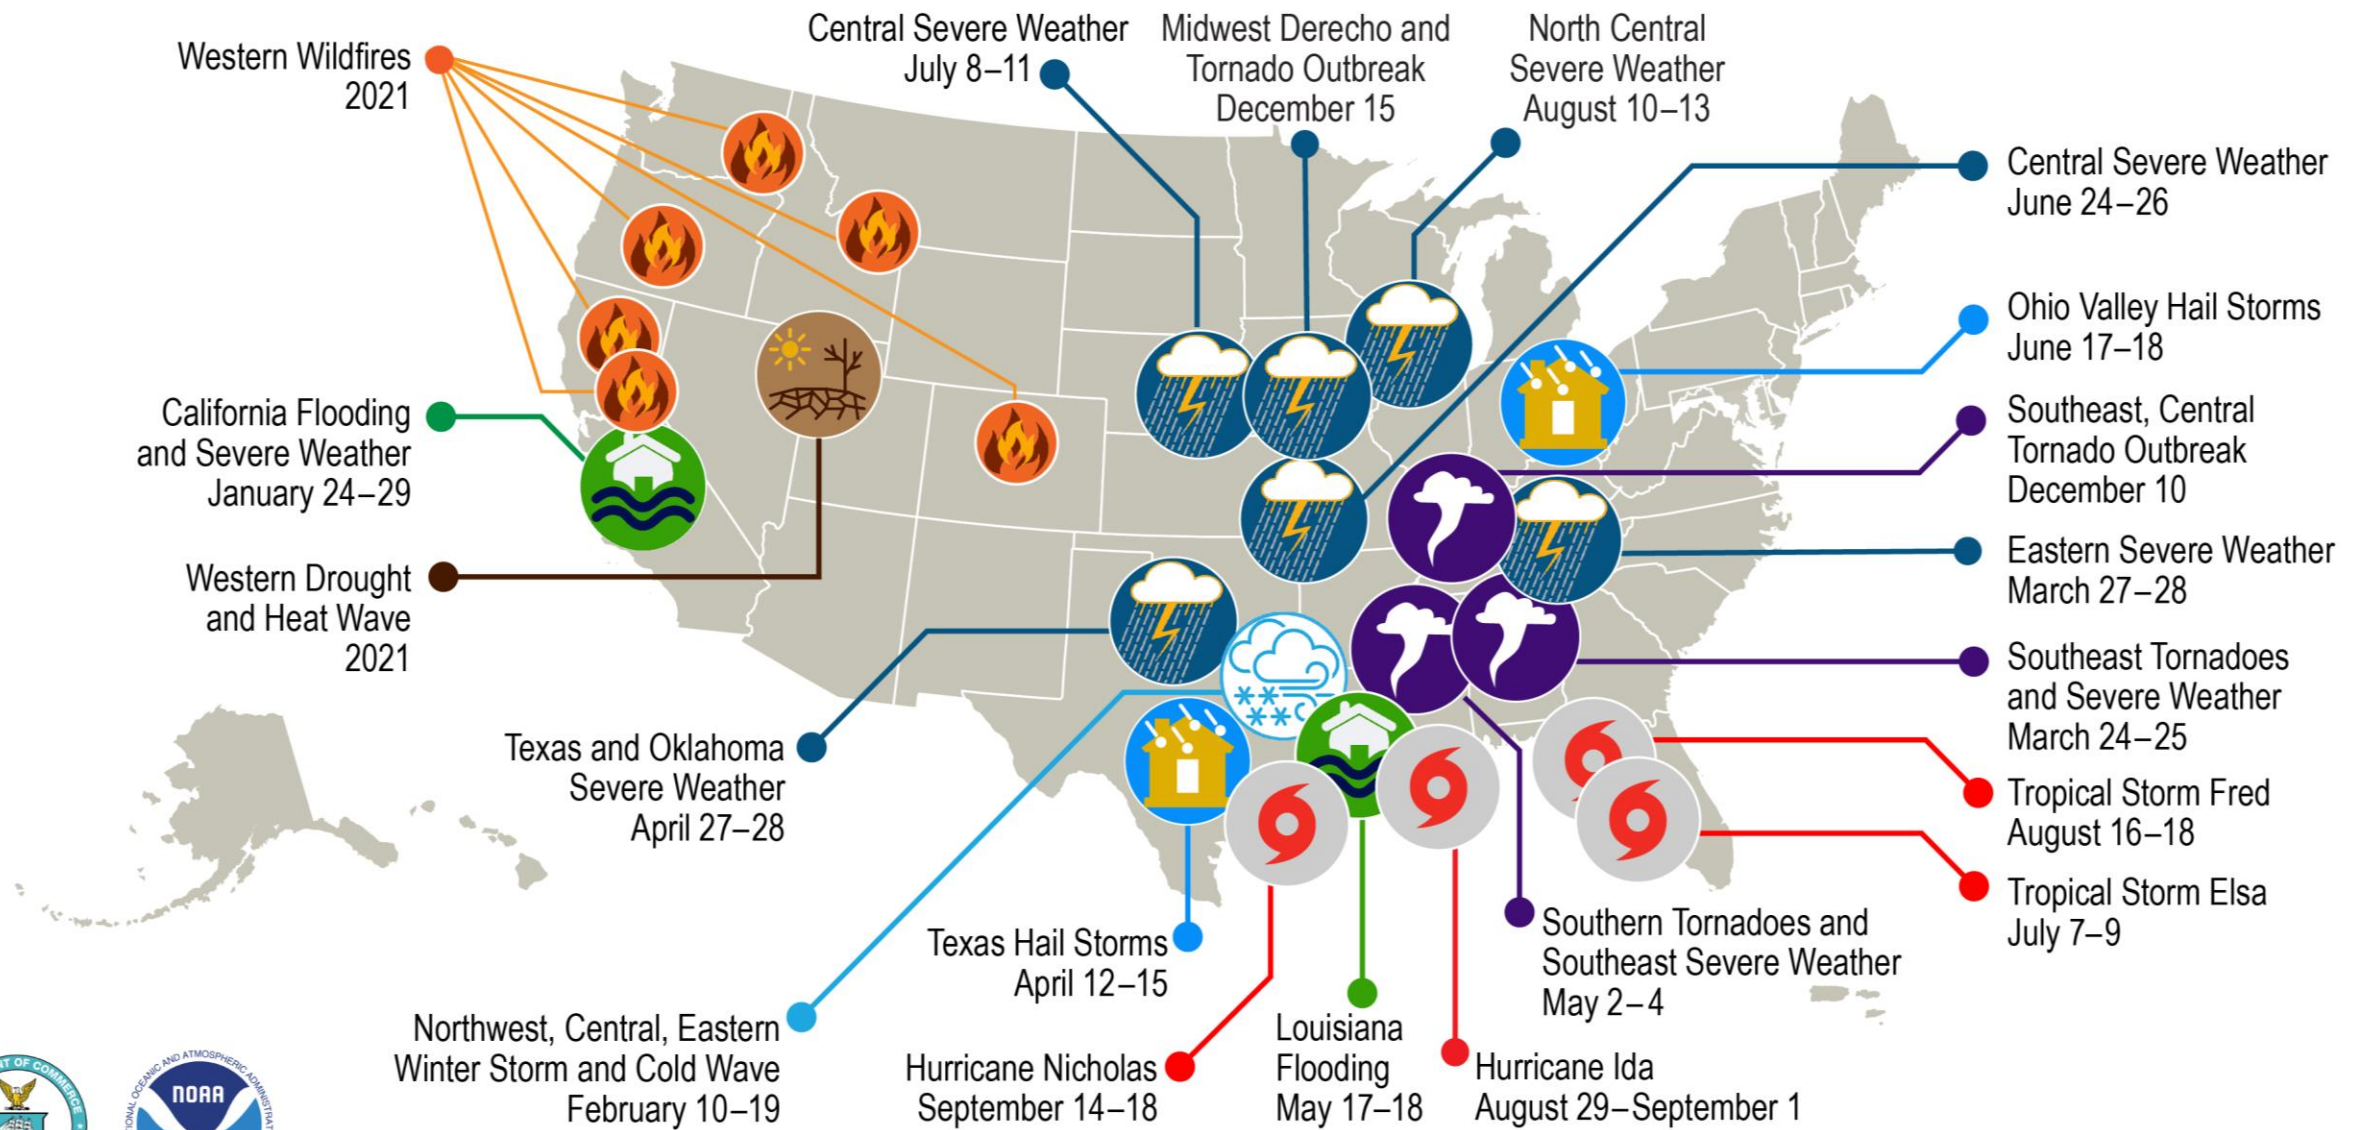 Western Wildfires
2021
Central Severe Weather
July 8–11
Midwest Derecho and
Tornado Outbreak
December 15
North Central
Severe Weather
August 10–13
Central Severe Weather
June 24–26
Ohio Valley Hail Storms
June 17–18
Southeast, Central
Tornado Outbreak
December 10
Eastern Severe Weather
March 27–28
Southeast Tornadoes
and Severe Weather
March 24–25
Tropical Storm Fred
August 16–18
Tropical Storm Elsa
July 7–9
California Flooding
and Severe Weather
January 24–29
Western Drought
and Heat Wave
2021
Texas and Oklahoma
Severe Weather
April 27–28
Texas Hail Storms
April 12–15
Northwest, Central, Eastern
Winter Storm and Cold Wave
February 10–19
Hurricane Nicholas
September 14–18
Louisiana
Flooding
May 17–18
Hurricane Ida
August 29–September 1
Southern Tornadoes and
Southeast Severe Weather
May 2–4
OF COMMERCE
OCEANIC AND ATMOSPHERIC
NOAA